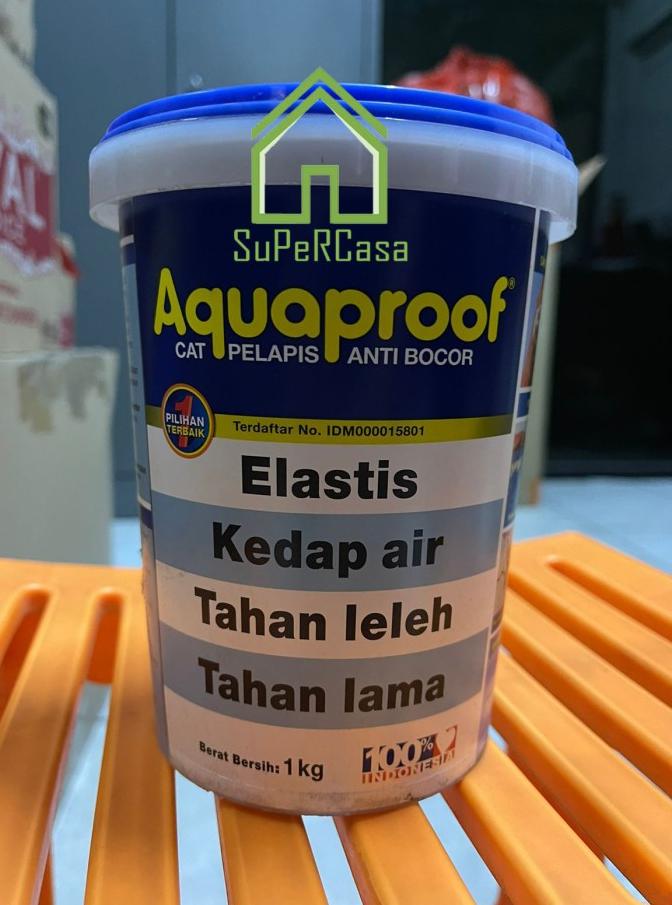 SuPeRCasa
Aquaproof®
CAT PELAPIS ANTI BOCOR
1
PILIHAN
TERBAIK
Terdaftar No. IDM000015801
Elastis
Kedap air
Tahan leleh
Tahan lama
Berat Bersih: 1 kg
100%
INDONESIA